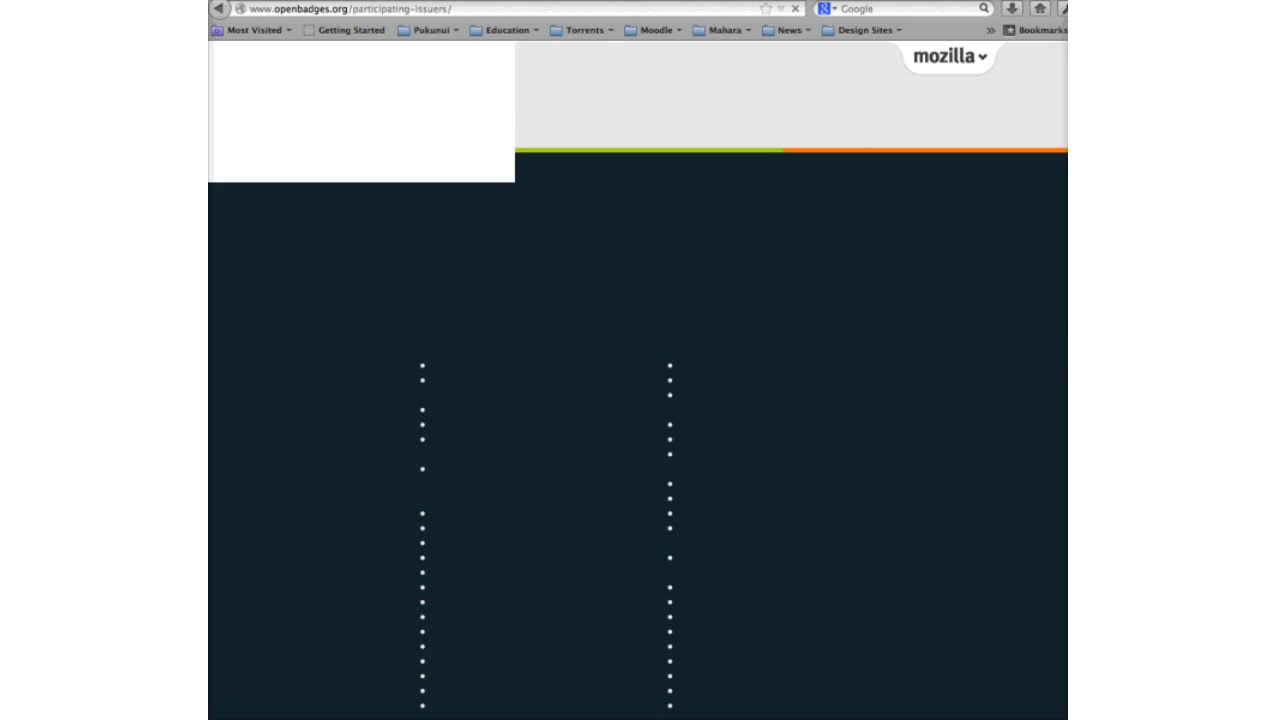 www.openbadges.org/participating-issuers/ Google
Most Visited Getting Started Pukunui Education Torrents Moodle Mahara News Design Sites Bookmarks
mozilla